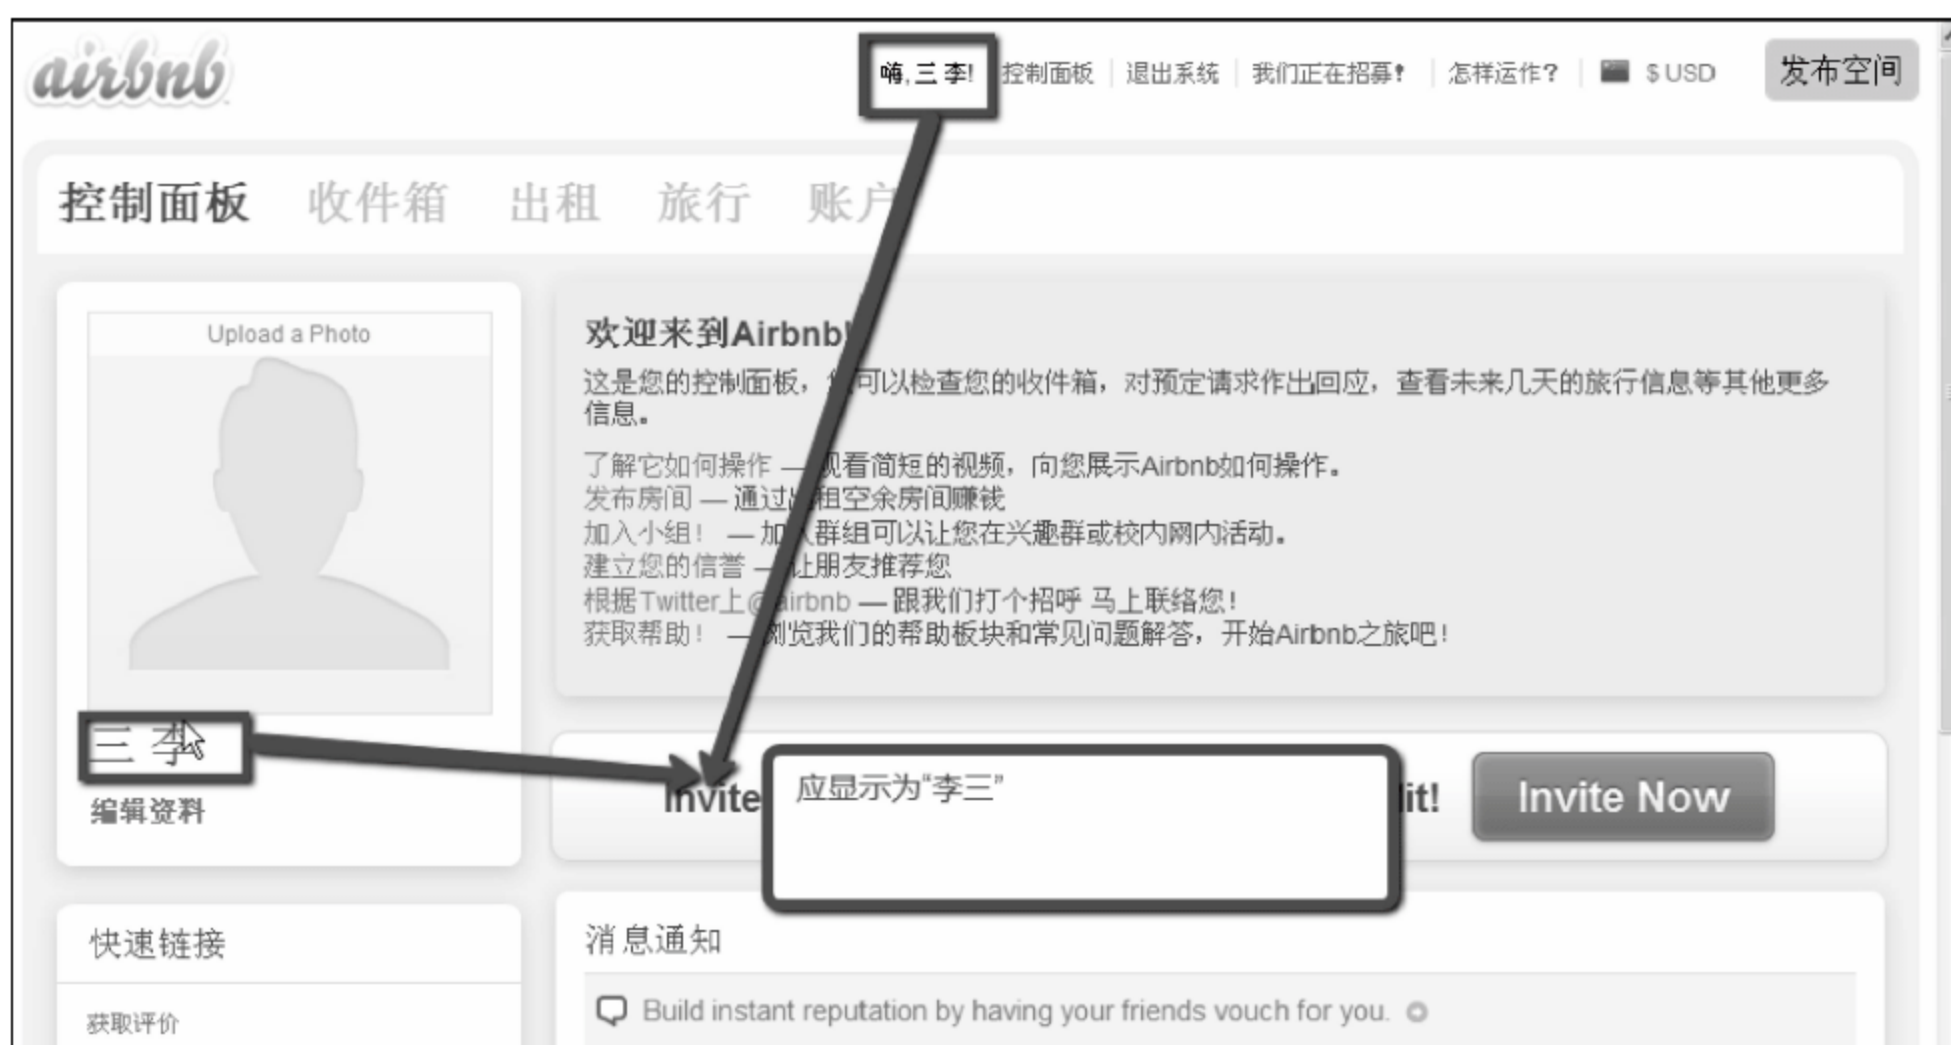 airbnb
嗨,三 李!
控制面板
退出系统
我们正在招募!
怎样运作?
$ USD
发布空间
控制面板 收件箱 出租 旅行 账户
Upload a Photo
三 李
编辑资料
快速链接
获取评价
欢迎来到Airbnb!
这是您的控制面板， 可以检查您的收件箱，对预定请求作出回应，查看未来几天的旅行信息等其他更多
信息。
了解它如何操作 — 观看简短的视频，向您展示Airbnb如何操作。
发布房间 — 通过出租空余房间赚钱
加入小组！ — 加入群组可以让您在兴趣群或校内网内活动。
建立您的信誉 — 让朋友推荐您
根据Twitter上@airbnb — 跟我们打个招呼 马上联络您！
获取帮助！ — 浏览我们的帮助板块和常见问题解答，开始Airbnb之旅吧！
Invite
应显示为“李三”
Invite Now
消息通知
Build instant reputation by having your friends vouch for you.